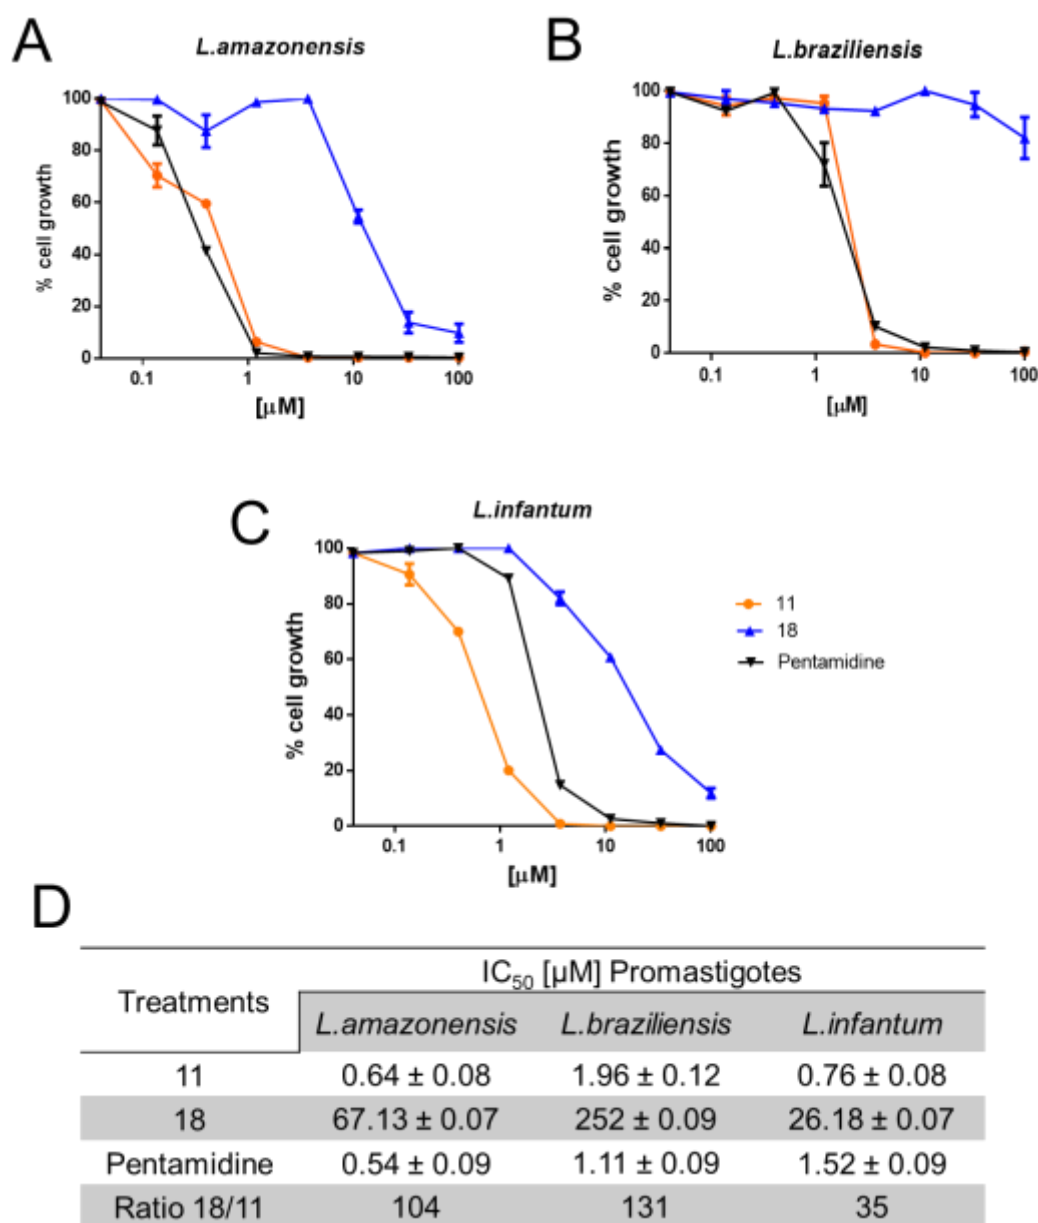 A
L.amazonensis
100
80
60
40
20
0
% cell growth
0.1 1 10 100
[µM]
B
L.braziliensis
100
80
60
40
20
0
% cell growth
0.1 1 10 100
[µM]
C
L.infantum
100
80
60
40
20
0
% cell growth
0.1 1 10 100
[µM]
11
18
Pentamidine
D
Treatments
IC50 [µM] Promastigotes
L.amazonensis L.braziliensis L.infantum
11 0.64 ± 0.08 1.96 ± 0.12 0.76 ± 0.08
18 67.13 ± 0.07 252 ± 0.09 26.18 ± 0.07
Pentamidine 0.54 ± 0.09 1.11 ± 0.09 1.52 ± 0.09
Ratio 18/11 104 131 35